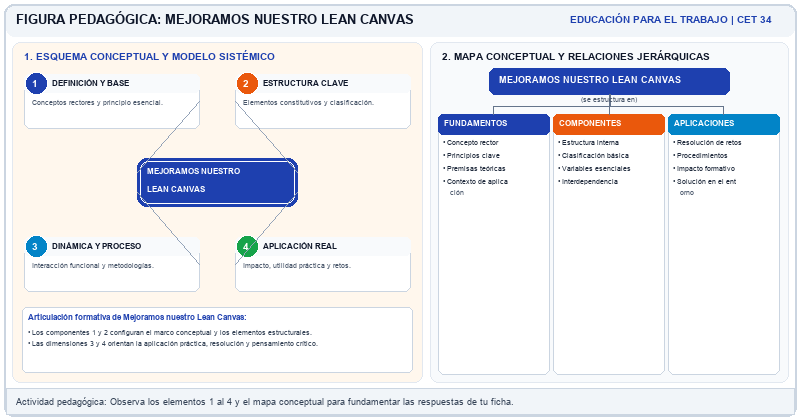 FIGURA PEDAGÓGICA: MEJORAMOS NUESTRO LEAN CANVAS
EDUCACIÓN PARA EL TRABAJO | CET 34
1. ESQUEMA CONCEPTUAL Y MODELO SISTÉMICO
1 DEFINICIÓN Y BASE
Conceptos rectores y principio esencial.
2 ESTRUCTURA CLAVE
Elementos constitutivos y clasificación.
MEJORAMOS NUESTRO
LEAN CANVAS
3 DINÁMICA Y PROCESO
Interacción funcional y metodologías.
4 APLICACIÓN REAL
Impacto, utilidad práctica y retos.
Articulación formativa de Mejoramos nuestro Lean Canvas:
• Los componentes 1 y 2 configuran el marco conceptual y los elementos estructurales.
• Las dimensiones 3 y 4 orientan la aplicación práctica, resolución y pensamiento crítico.
2. MAPA CONCEPTUAL Y RELACIONES JERÁRQUICAS
MEJORAMOS NUESTRO LEAN CANVAS
(se estructura en)
FUNDAMENTOS
• Concepto rector
• Principios clave
• Premisas teóricas
• Contexto de aplica
ción
COMPONENTES
• Estructura interna
• Clasificación básica
• Variables esenciales
• Interdependencia
APLICACIONES
• Resolución de retos
• Procedimientos
• Impacto formativo
• Solución en el ent
orno
Actividad pedagógica: Observa los elementos 1 al 4 y el mapa conceptual para fundamentar las respuestas de tu ficha.